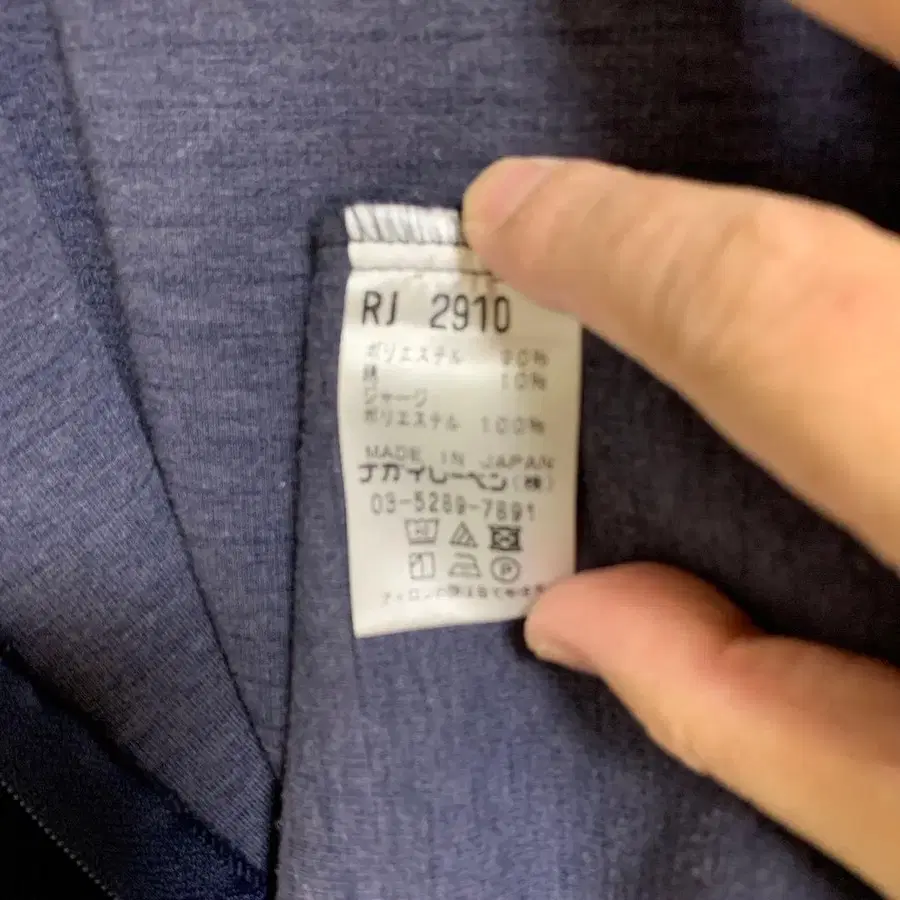 RJ 2910
ポリエステル 90%
綿 10%
ジャージ
ポリエステル 100%
MADE IN JAPAN
ナガイレーベン(株)
03-5289-7891